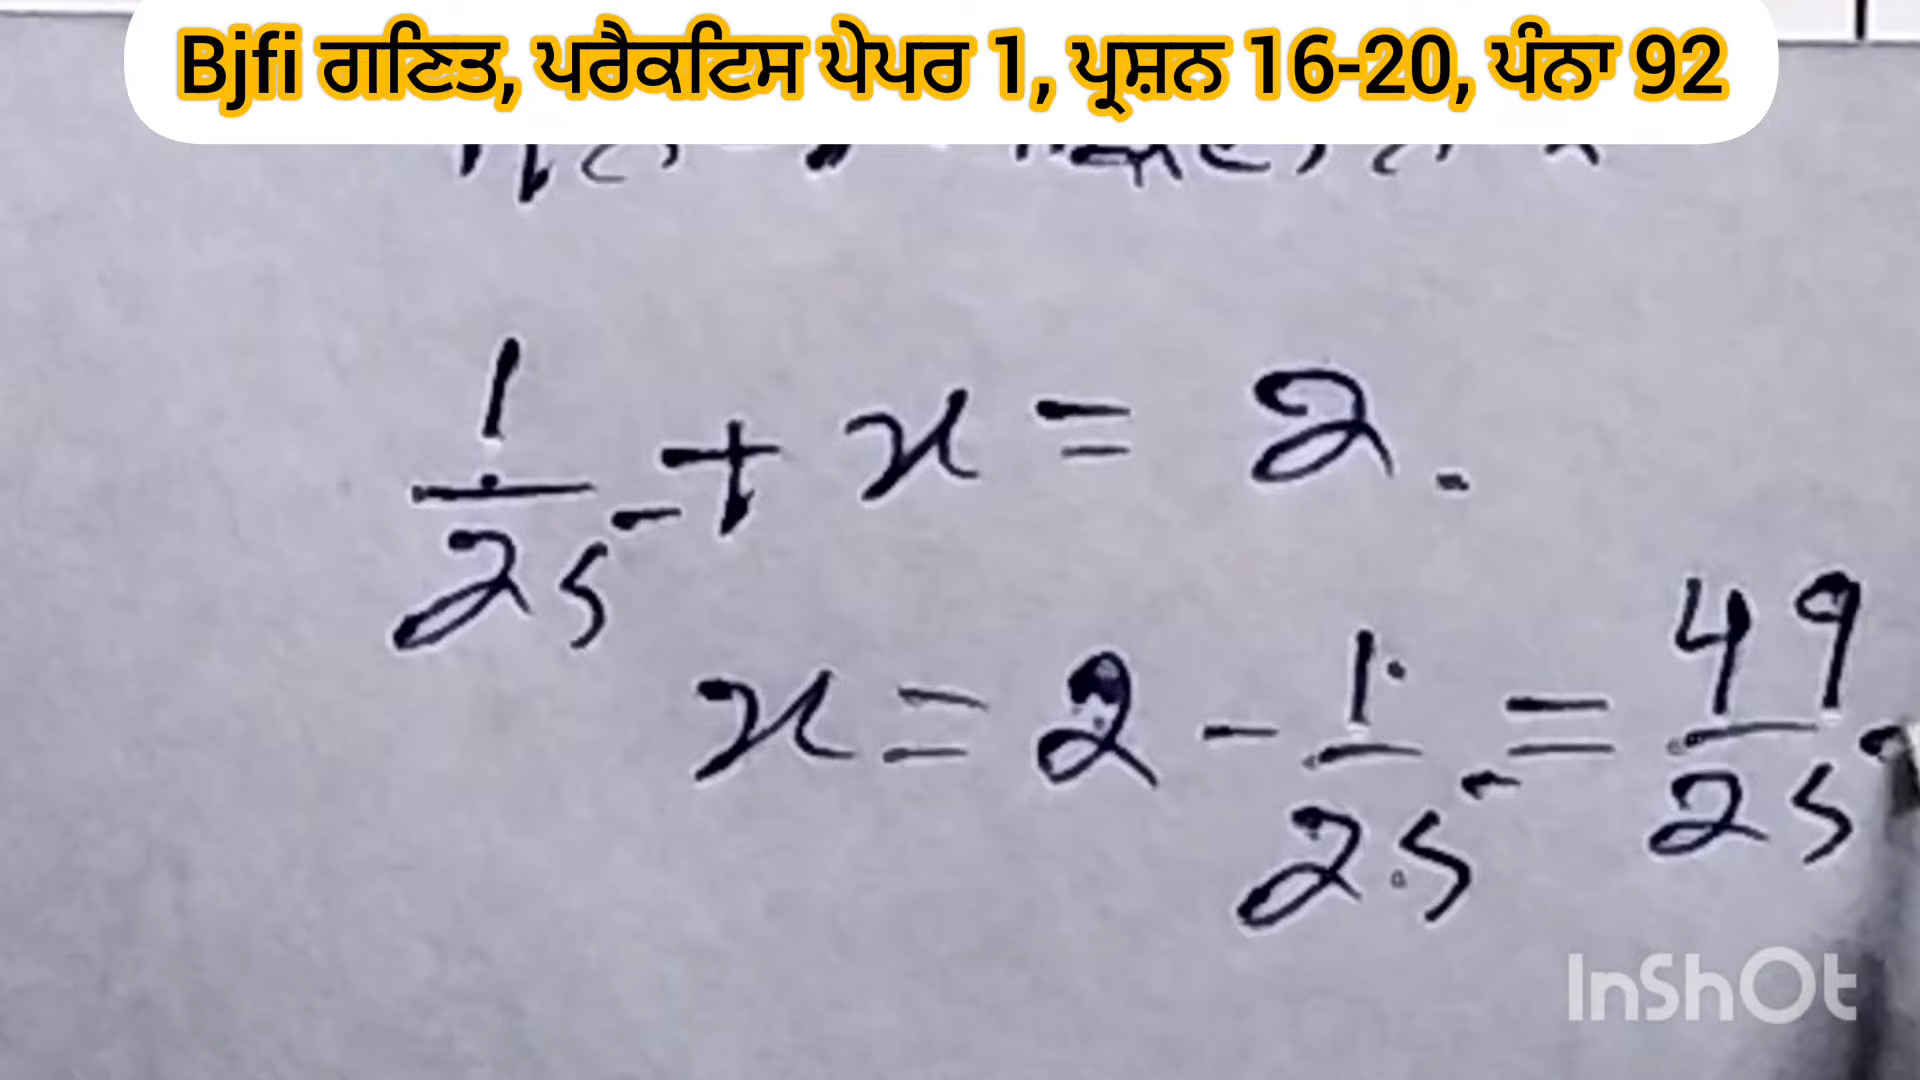 Bjfi ਗਣਿਤ, ਪਰੈਕਟਿਸ ਪੇਪਰ 1, ਪ੍ਰਸ਼ਨ 16-20, ਪੰਨਾ 92
1/25 + x = 2.
x = 2 - 1/25 = 49/25
InShOt